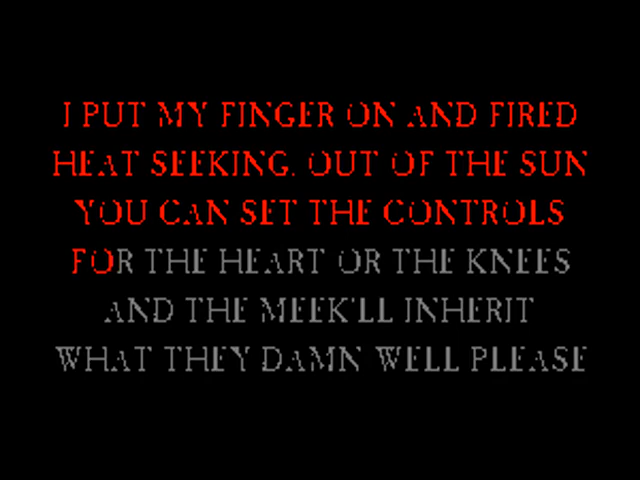 I PUT MY FINGER ON AND FIRED
HEAT SEEKING. OUT OF THE SUN
YOU CAN SET THE CONTROLS
FOR THE HEART OR THE KNEES
AND THE MEEK'LL INHERIT
WHAT THEY DAMN WELL PLEASE